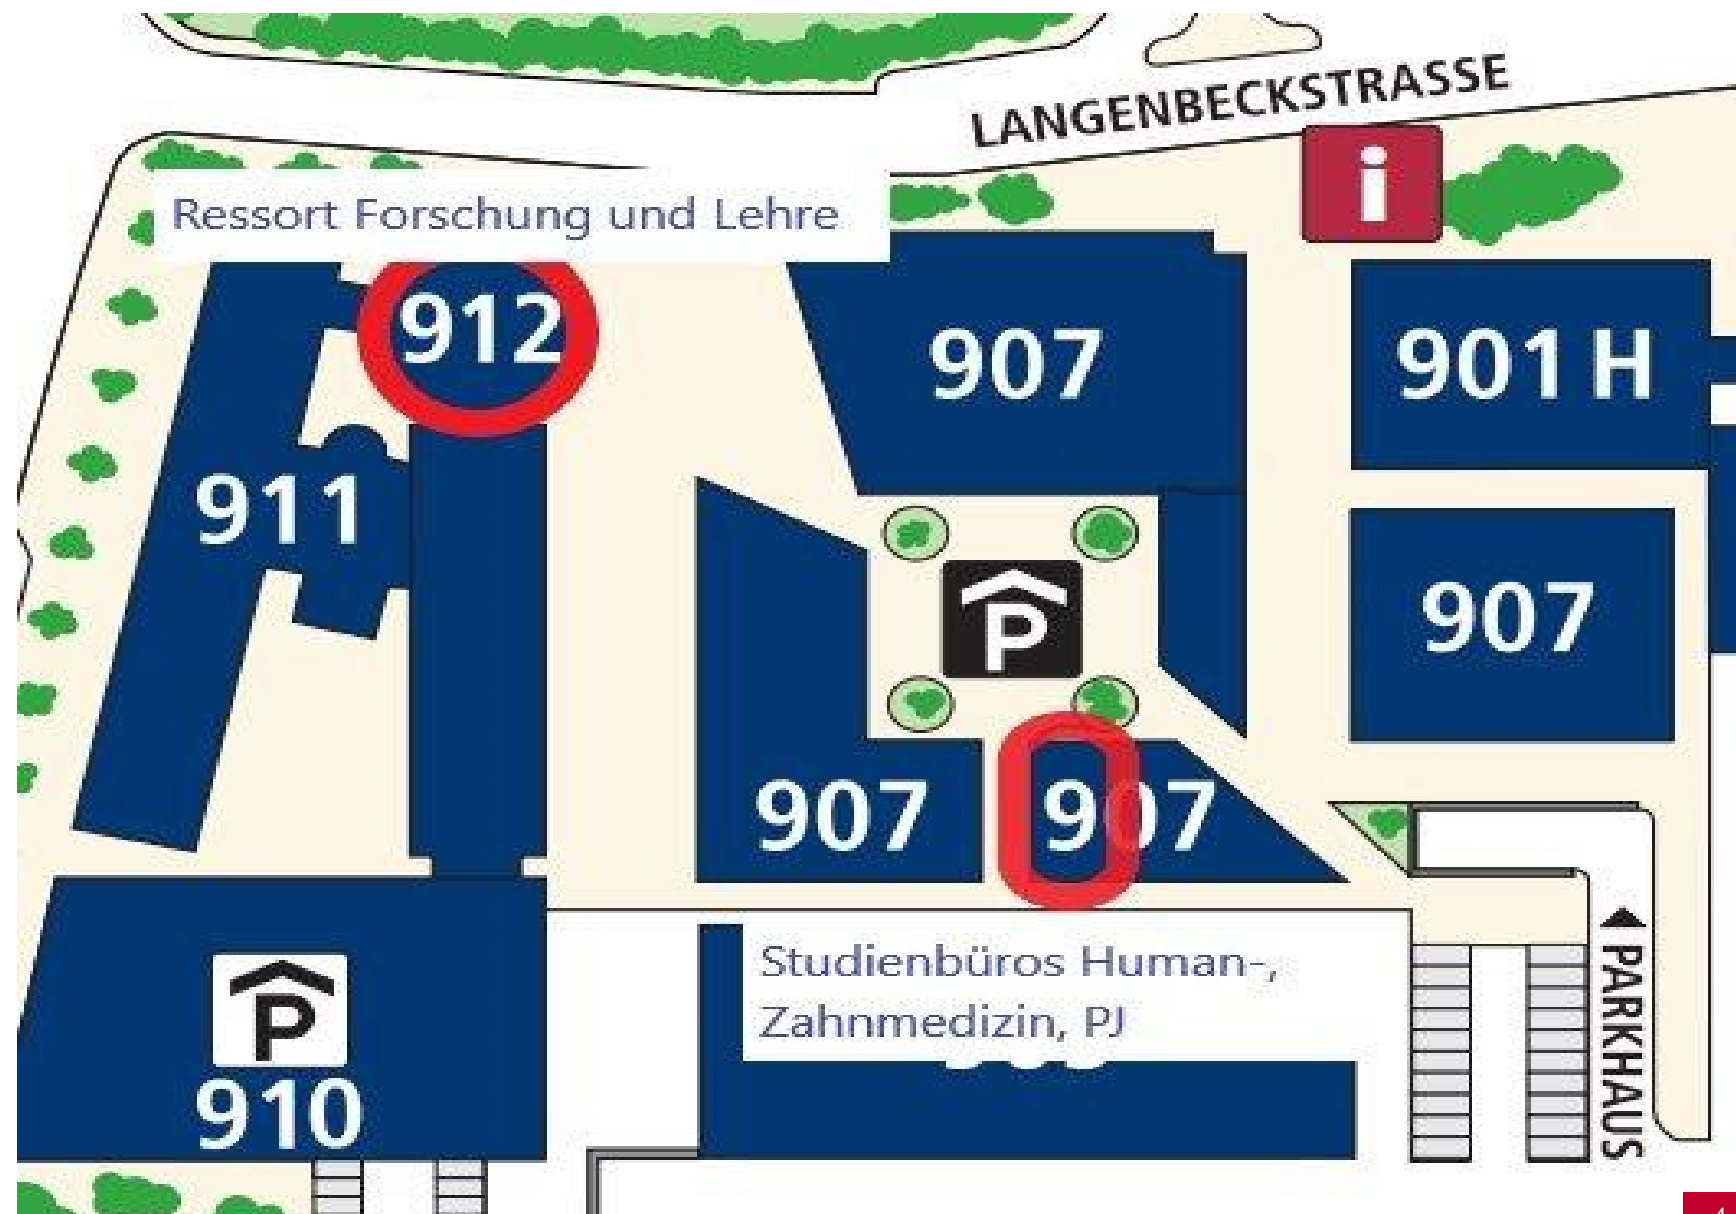 LANGENBECKSTRASSE
i
Ressort Forschung und Lehre
912
907
901 H
911
P
907
907
907
Studienbüros Human-,
Zahnmedizin, PJ
P
910
PARKHAUS